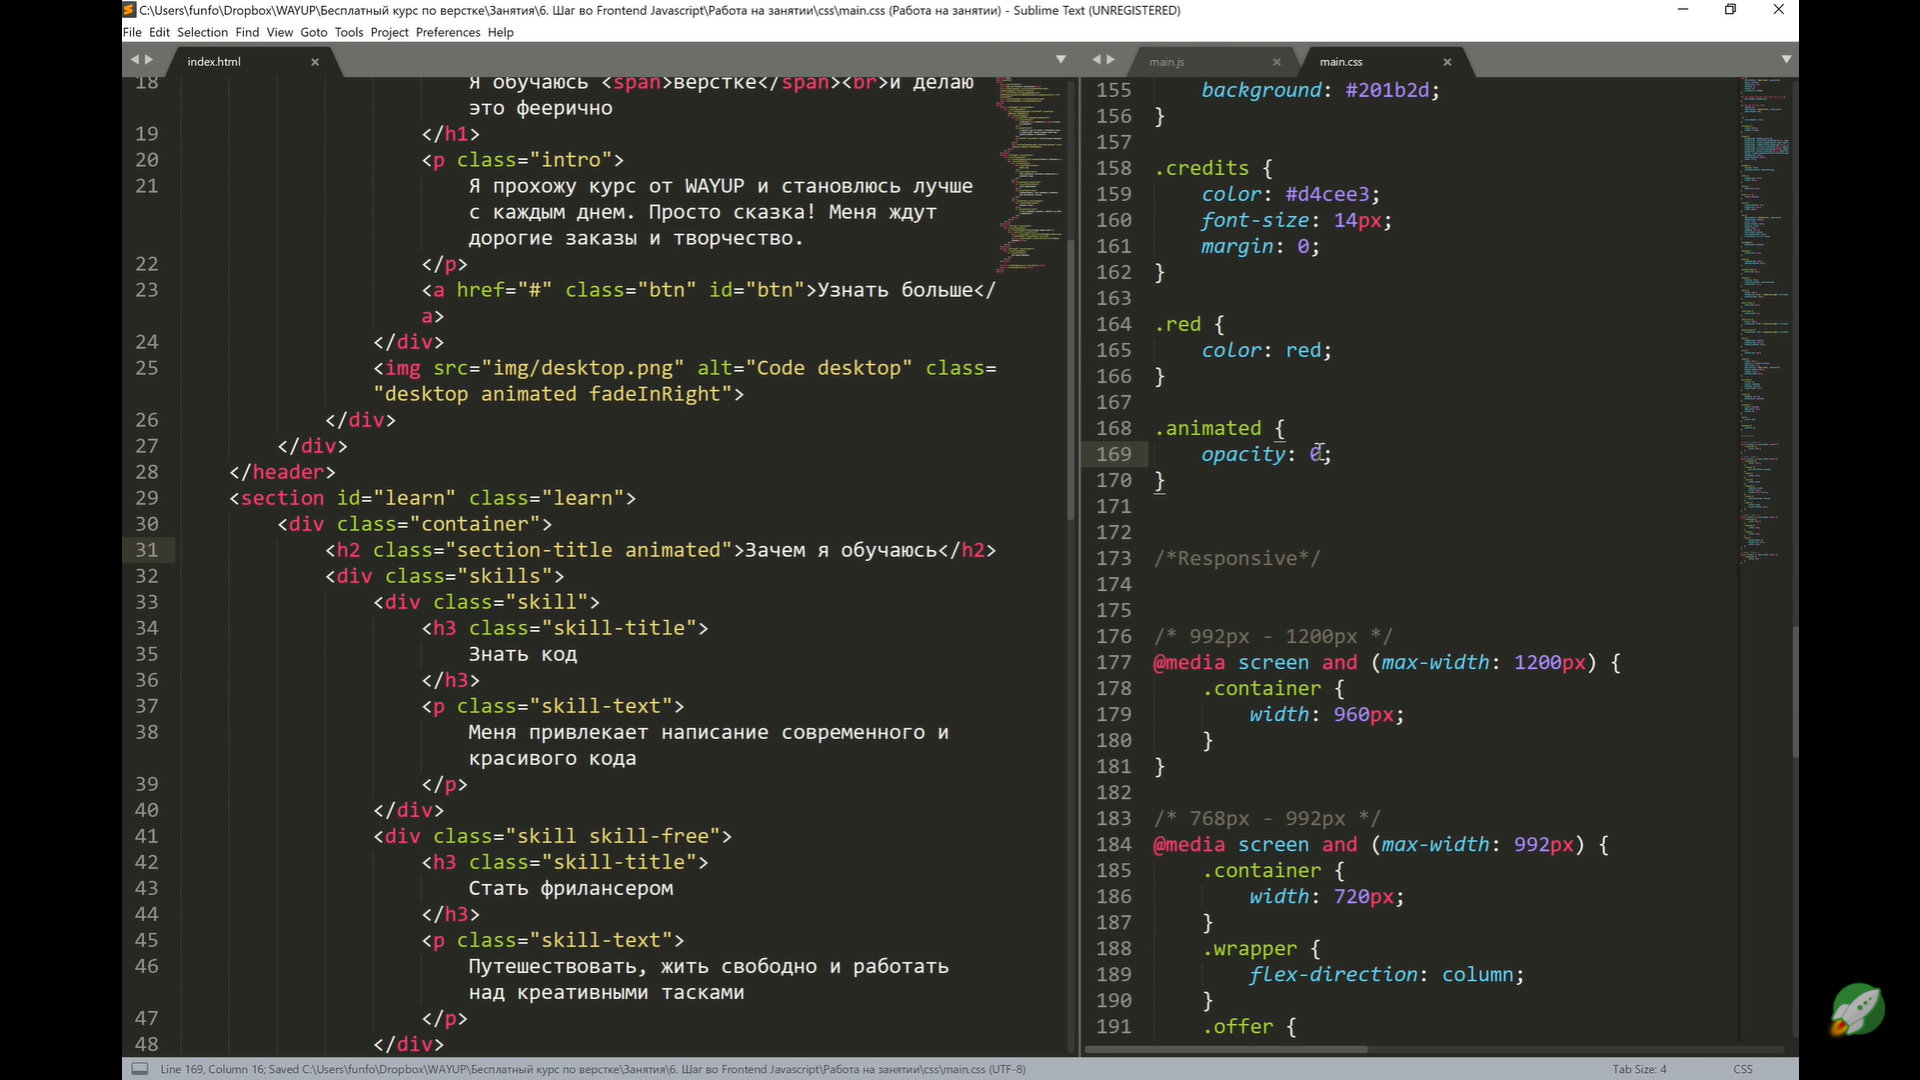 C:\Users\funfo\Dropbox\WAYUP\Бесплатный курс по верстке\Занятия\6. Шаг во Frontend Javascript\Работа на занятии\css\main.css (Работа на занятии) - Sublime Text (UNREGISTERED)
File Edit Selection Find View Goto Tools Project Preferences Help
index.html
18 Я обучаюсь <span>верстке</span><br>и делаю
это феерично
19 </h1>
20 <p class="intro">
21 Я прохожу курс от WAYUP и становлюсь лучше
с каждым днем. Просто сказка! Меня ждут
дорогие заказы и творчество.
22 </p>
23 <a href="#" class="btn" id="btn">Узнать больше</
a>
24 </div>
25 <img src="img/desktop.png" alt="Code desktop" class=
"desktop animated fadeInRight">
26 </div>
27 </div>
28 </header>
29 <section id="learn" class="learn">
30 <div class="container">
31 <h2 class="section-title animated">Зачем я обучаюсь</h2>
32 <div class="skills">
33 <div class="skill">
34 <h3 class="skill-title">
35 Знать код
36 </h3>
37 <p class="skill-text">
38 Меня привлекает написание современного и
красивого кода
39 </p>
40 </div>
41 <div class="skill skill-free">
42 <h3 class="skill-title">
43 Стать фрилансером
44 </h3>
45 <p class="skill-text">
46 Путешествовать, жить свободно и работать
над креативными тасками
47 </p>
48 </div>
main.js
main.css
155 background: #201b2d;
156 }
157
158 .credits {
159 color: #d4cee3;
160 font-size: 14px;
161 margin: 0;
162 }
163
164 .red {
165 color: red;
166 }
167
168 .animated {
169 opacity: 0;
170 }
171
172
173 /*Responsive*/
174
175
176 /* 992px - 1200px */
177 @media screen and (max-width: 1200px) {
178 .container {
179 width: 960px;
180 }
181 }
182
183 /* 768px - 992px */
184 @media screen and (max-width: 992px) {
185 .container {
186 width: 720px;
187 }
188 .wrapper {
189 flex-direction: column;
190 }
191 .offer {
Line 169, Column 16; Saved C:\Users\funfo\Dropbox\WAYUP\Бесплатный курс по верстке\Занятия\6. Шаг во Frontend Javascript\Работа на занятии\css\main.css (UTF-8)
Tab Size: 4
CSS